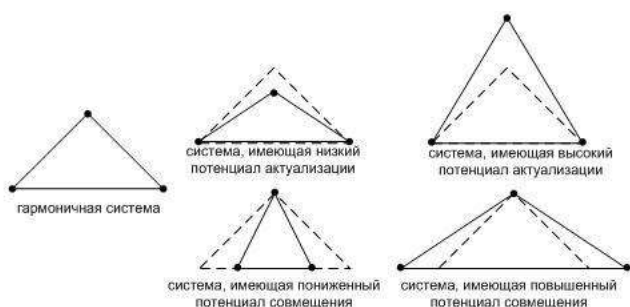 гармоничная система
система, имеющая низкий
потенциал актуализации
система, имеющая высокий
потенциал актуализации
система, имеющая пониженный
потенциал совмещения
система, имеющая повышенный
потенциал совмещения